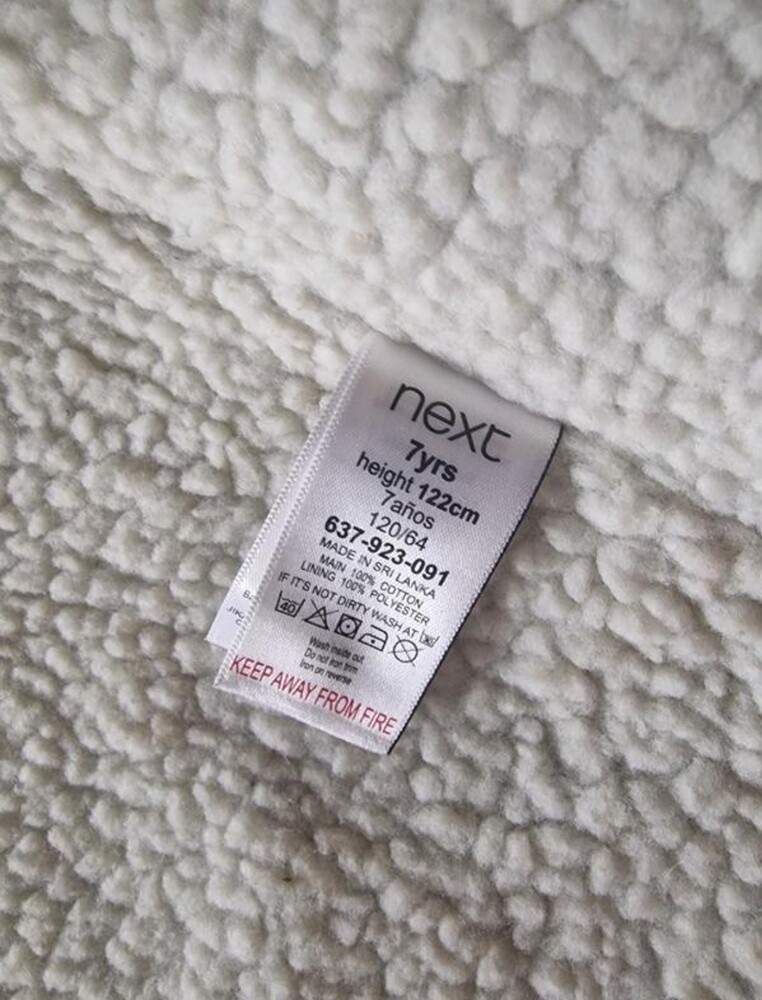 next
7yrs
height 122cm
7años
120/64
637-923-091
MADE IN SRI LANKA
MAIN 100% COTTON
LINING 100% POLYESTER
IF IT'S NOT DIRTY WASH AT
40
Wash inside out
Do not iron trim
Iron on reverse
KEEP AWAY FROM FIRE